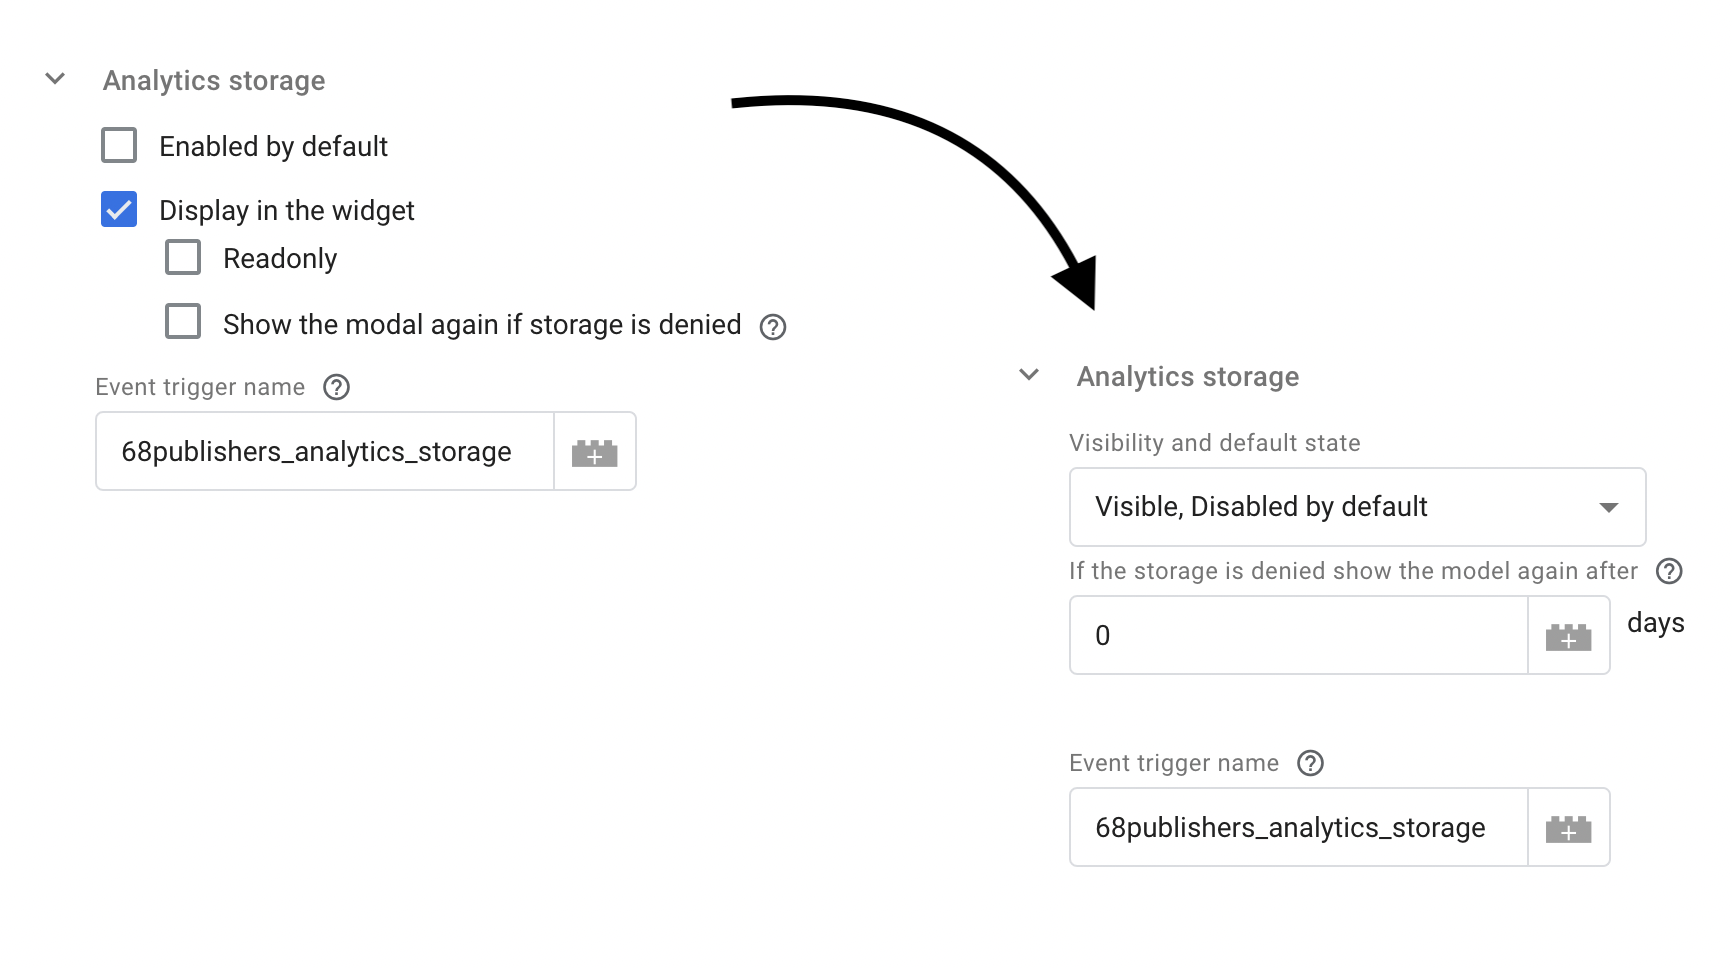 Analytics storage
Enabled by default
Display in the widget
Readonly
Show the modal again if storage is denied
Event trigger name
68publishers_analytics_storage
Analytics storage
Visibility and default state
Visible, Disabled by default
If the storage is denied show the model again after
0
days
Event trigger name
68publishers_analytics_storage